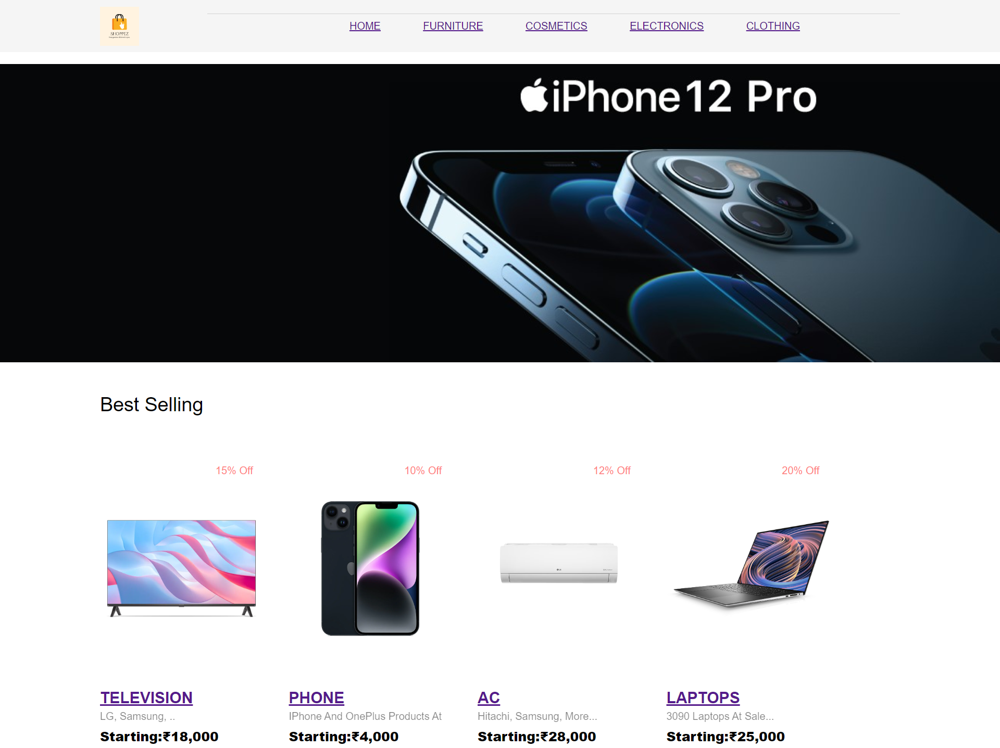 SHOPPEZ
HOME FURNITURE COSMETICS ELECTRONICS CLOTHING
iPhone 12 Pro
Best Selling
15% Off 10% Off 12% Off 20% Off
LG
TELEVISION PHONE AC LAPTOPS
LG, Samsung, .. IPhone And OnePlus Products At Hitachi, Samsung, More... 3090 Laptops At Sale...
Starting:₹18,000 Starting:₹4,000 Starting:₹28,000 Starting:₹25,000